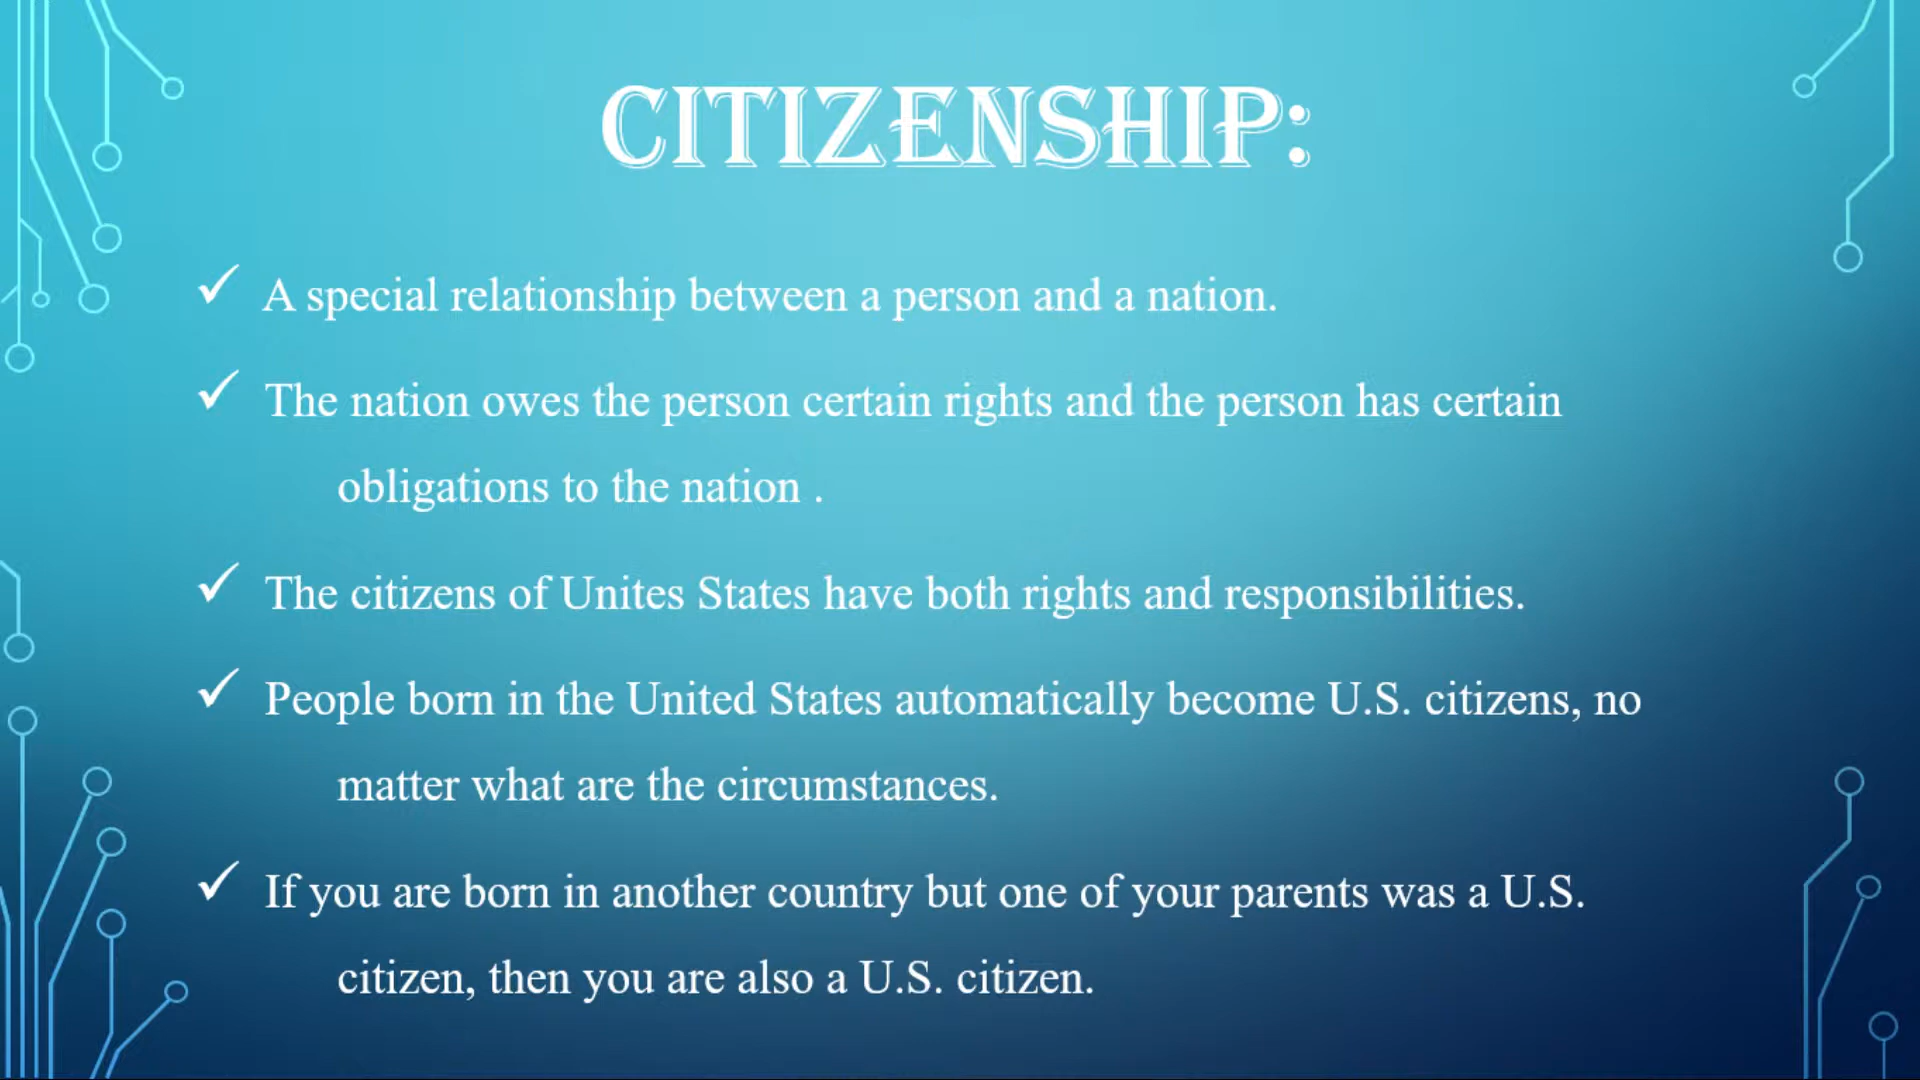 CITIZENSHIP:
A special relationship between a person and a nation.
The nation owes the person certain rights and the person has certain
obligations to the nation .
The citizens of Unites States have both rights and responsibilities.
People born in the United States automatically become U.S. citizens, no
matter what are the circumstances.
If you are born in another country but one of your parents was a U.S.
citizen, then you are also a U.S. citizen.